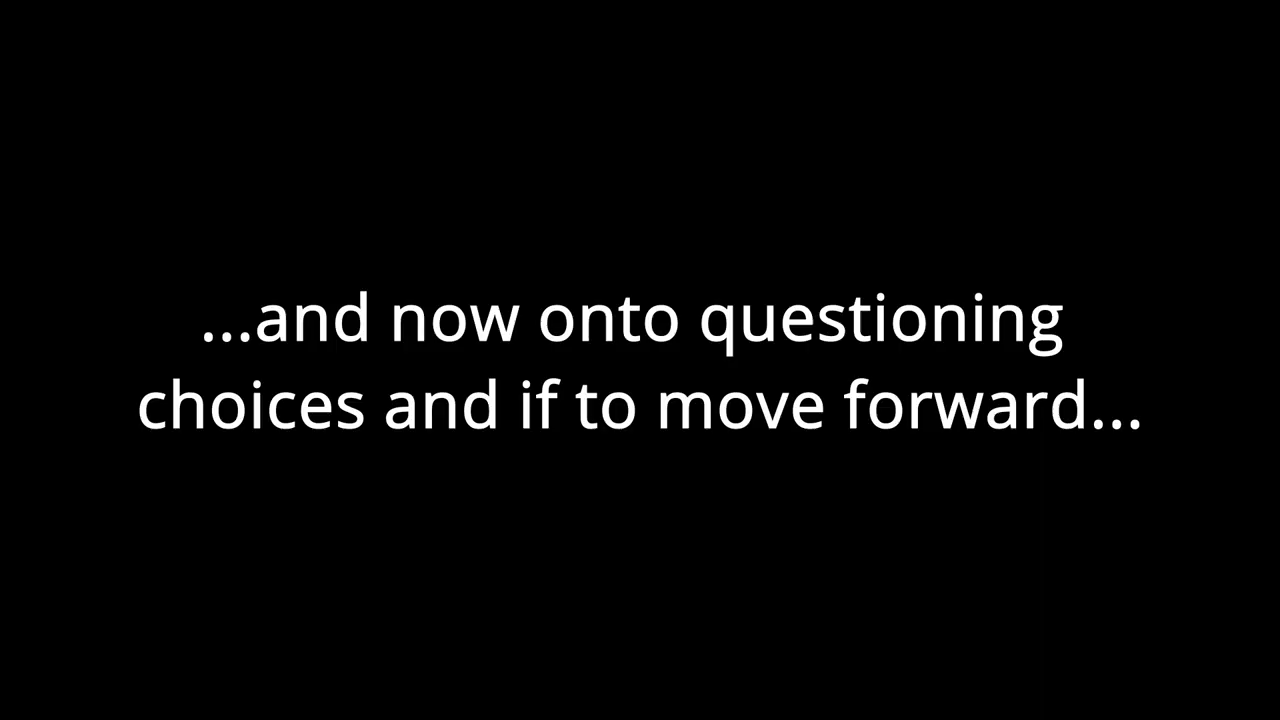 ...and now onto questioning
choices and if to move forward...